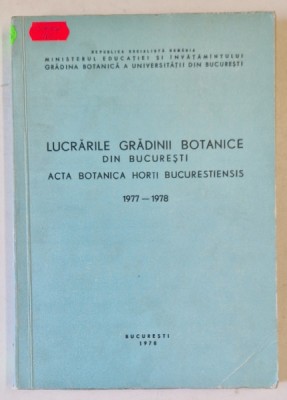 REPUBLICA SOCIALISTĂ ROMÂNIA
MINISTERUL EDUCAȚIEI ȘI ÎNVĂȚĂMÎNTULUI
GRĂDINA BOTANICĂ A UNIVERSITĂȚII DIN BUCUREȘTI
LUCRĂRILE GRĂDINII BOTANICE
DIN BUCUREȘTI
ACTA BOTANICA HORTI BUCURESTIENSIS
1977 — 1978
BUCUREȘTI
1978